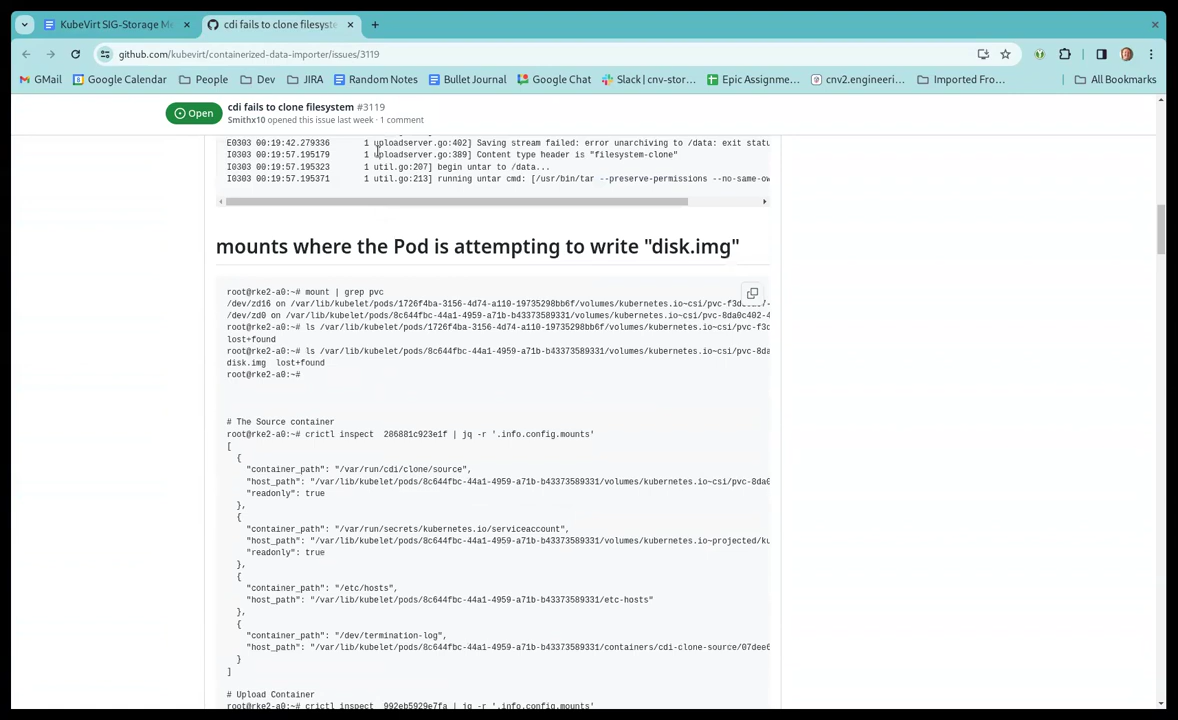 KubeVirt SIG-Storage Me
cdi fails to clone filesyste
github.com/kubevirt/containerized-data-importer/issues/3119
GMail
Google Calendar
People
Dev
JIRA
Random Notes
Bullet Journal
Google Chat
Slack | cnv-stor...
Epic Assignme...
cnv2.engineeri...
Imported Fro...
All Bookmarks
Open
cdi fails to clone filesystem #3119
Smithx10 opened this issue last week · 1 comment
E0303 00:19:42.279336 1 uploadserver.go:402] Saving stream failed: error unarchiving to /data: exit statu
I0303 00:19:57.195179 1 uploadserver.go:389] Content type header is "filesystem-clone"
I0303 00:19:57.195323 1 util.go:207] begin untar to /data...
I0303 00:19:57.195371 1 util.go:213] running untar cmd: [/usr/bin/tar --preserve-permissions --no-same-ow
mounts where the Pod is attempting to write "disk.img"
root@rke2-a0:~# mount | grep pvc
/dev/zd16 on /var/lib/kubelet/pods/1726f4ba-3156-4d74-a110-19735298bb6f/volumes/kubernetes.io~csi/pvc-f3d
/dev/zd0 on /var/lib/kubelet/pods/8c644fbc-44a1-4959-a71b-b43373589331/volumes/kubernetes.io~csi/pvc-8da0c402-4
root@rke2-a0:~# ls /var/lib/kubelet/pods/1726f4ba-3156-4d74-a110-19735298bb6f/volumes/kubernetes.io~csi/pvc-f3d
lost+found
root@rke2-a0:~# ls /var/lib/kubelet/pods/8c644fbc-44a1-4959-a71b-b43373589331/volumes/kubernetes.io~csi/pvc-8da
disk.img lost+found
root@rke2-a0:~#
# The Source container
root@rke2-a0:~# crictl inspect 286881c923e1f | jq -r '.info.config.mounts'
[
{
"container_path": "/var/run/cdi/clone/source",
"host_path": "/var/lib/kubelet/pods/8c644fbc-44a1-4959-a71b-b43373589331/volumes/kubernetes.io~csi/pvc-8da0
"readonly": true
},
{
"container_path": "/var/run/secrets/kubernetes.io/serviceaccount",
"host_path": "/var/lib/kubelet/pods/8c644fbc-44a1-4959-a71b-b43373589331/volumes/kubernetes.io~projected/ku
"readonly": true
},
{
"container_path": "/etc/hosts",
"host_path": "/var/lib/kubelet/pods/8c644fbc-44a1-4959-a71b-b43373589331/etc-hosts"
},
{
"container_path": "/dev/termination-log",
"host_path": "/var/lib/kubelet/pods/8c644fbc-44a1-4959-a71b-b43373589331/containers/cdi-clone-source/07dee6
}
]
# Upload Container
root@rke2-a0:~# crictl inspect 992eb5929e7fa | jq -r '.info.config.mounts'